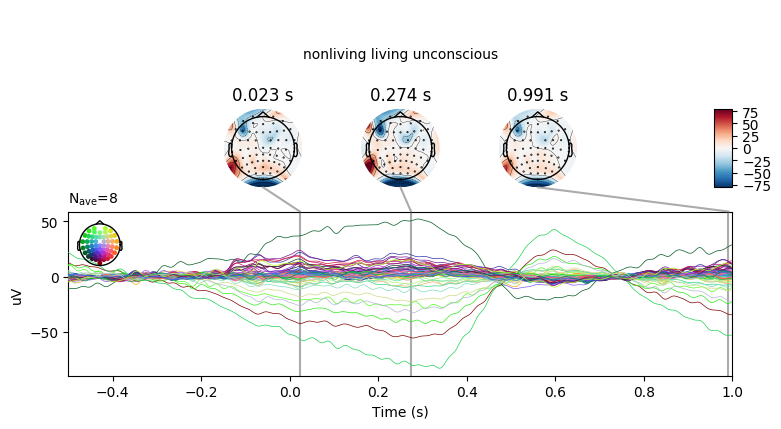 nonliving living unconscious
0.023 s 0.274 s 0.991 s
75
50
25
0
−25
−50
−75
Nave=8
50
0
−50
uV
−0.4 −0.2 0.0 0.2 0.4 0.6 0.8 1.0
Time (s)